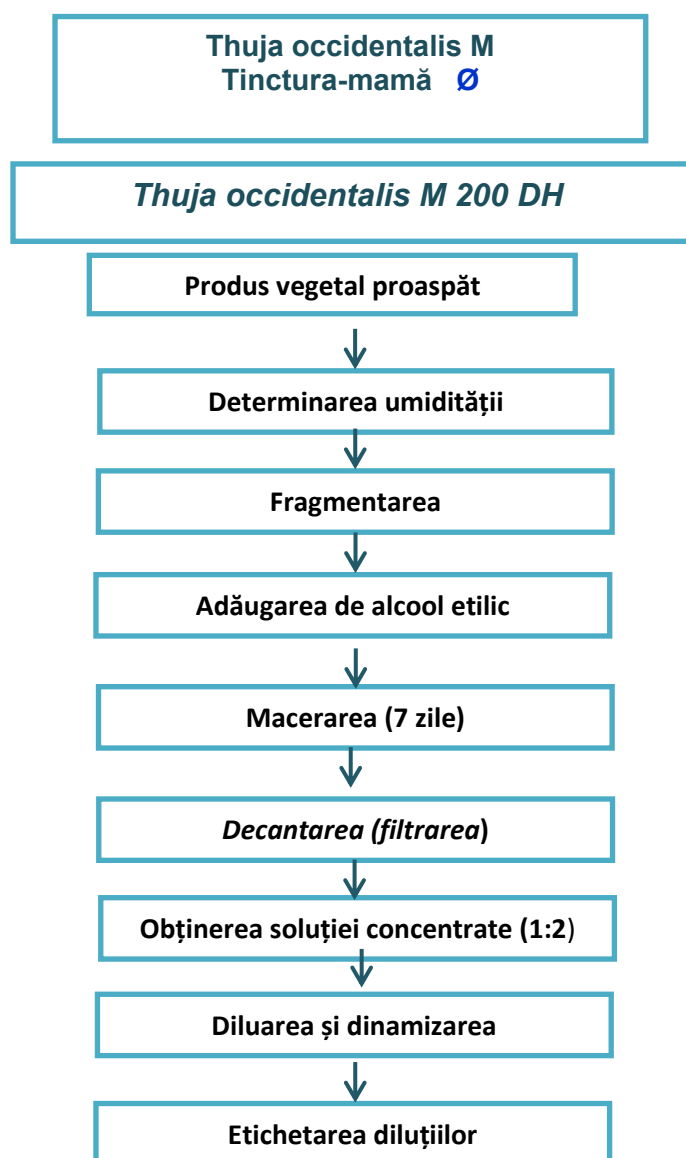 Thuja occidentalis M
Tinctura-mamă Ø
Thuja occidentalis M 200 DH
Produs vegetal proaspăt
Determinarea umidității
Fragmentarea
Adăugarea de alcool etilic
Macerarea (7 zile)
Decantarea (filtrarea)
Obținerea soluției concentrate (1:2)
Diluarea și dinamizarea
Etichetarea diluțiilor